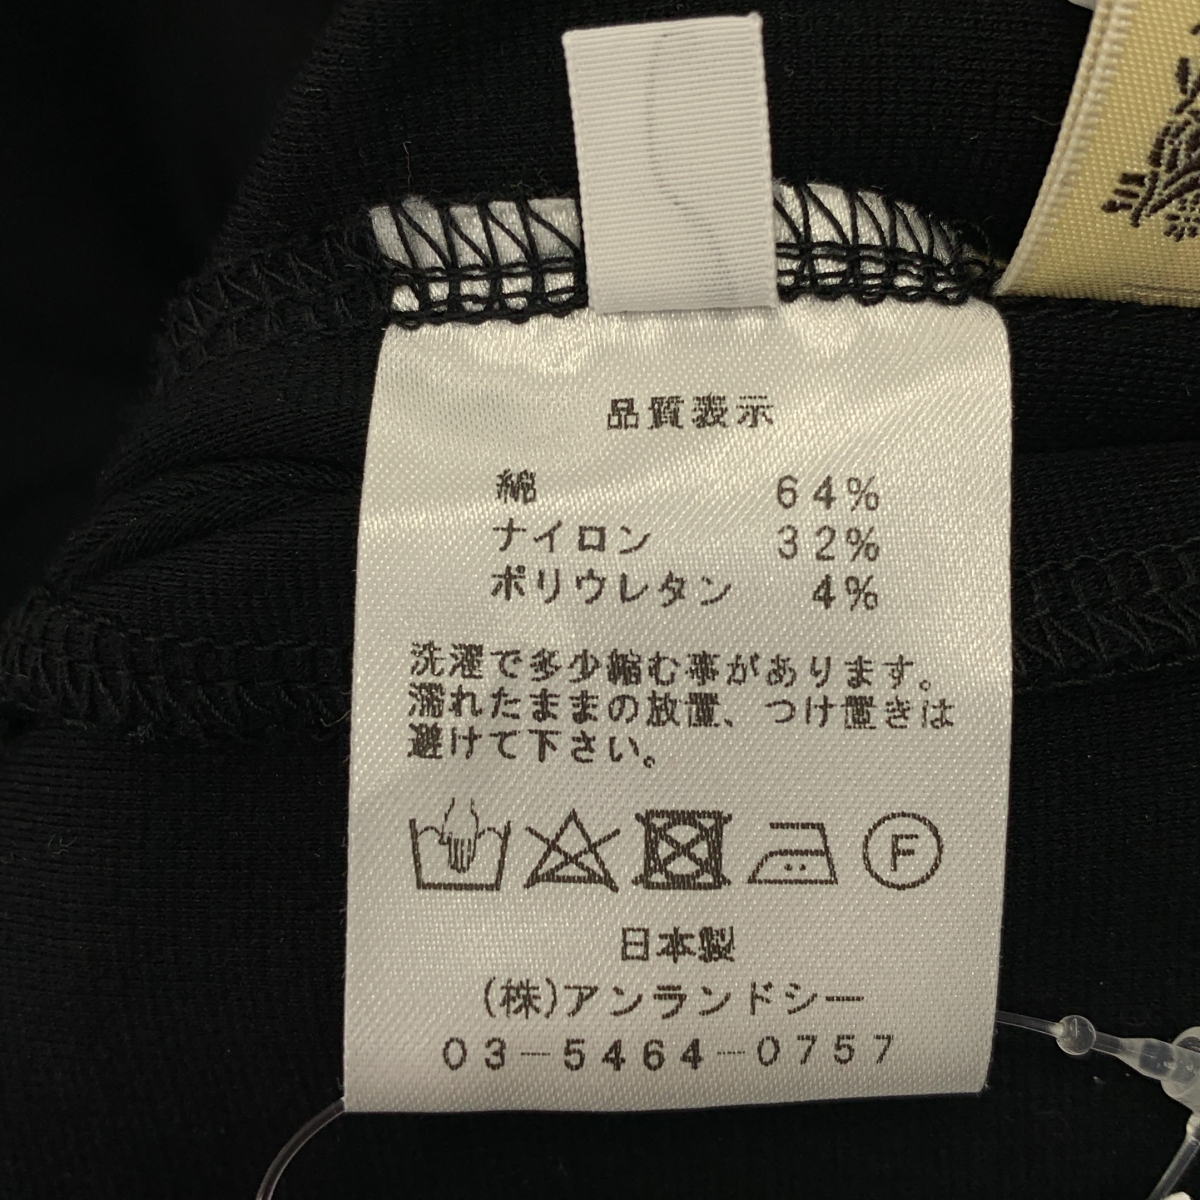 品質表示
綿 64%
ナイロン 32%
ポリウレタン 4%
洗濯で多少縮む事があります。
濡れたままの放置、つけ置きは
避けて下さい。
F
日本製
(株)アンランドシー
03-5464-0757